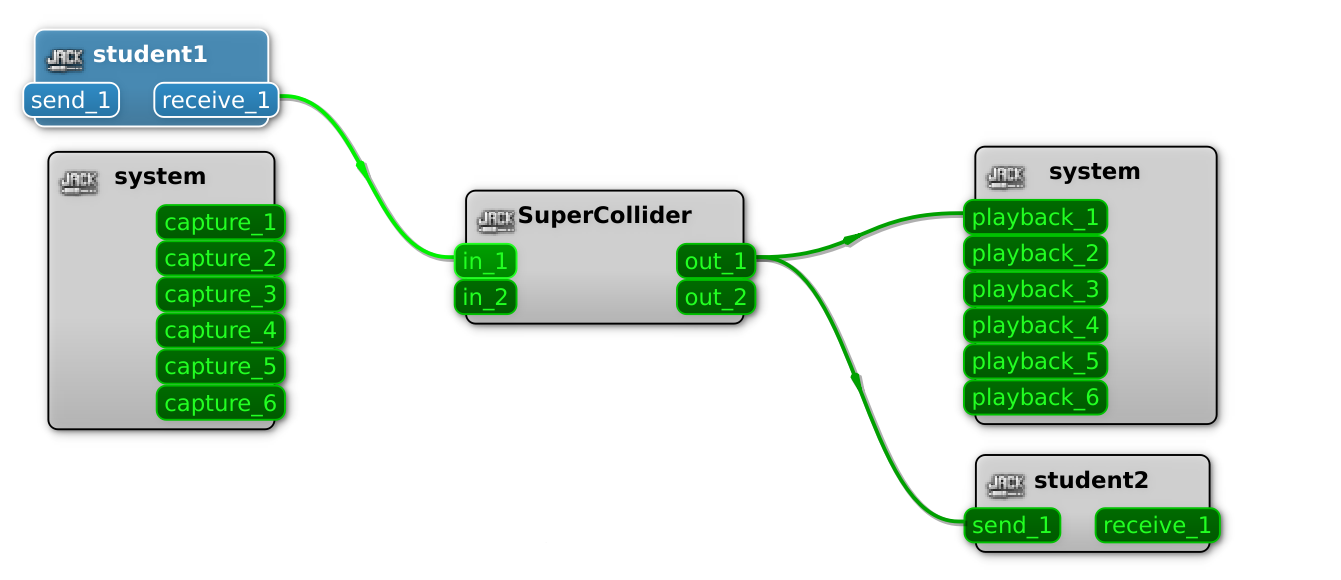 JACK student1
send_1 receive_1
JACK system
capture_1
capture_2
capture_3
capture_4
capture_5
capture_6
JACK SuperCollider
in_1 out_1
in_2 out_2
JACK system
playback_1
playback_2
playback_3
playback_4
playback_5
playback_6
JACK student2
send_1 receive_1